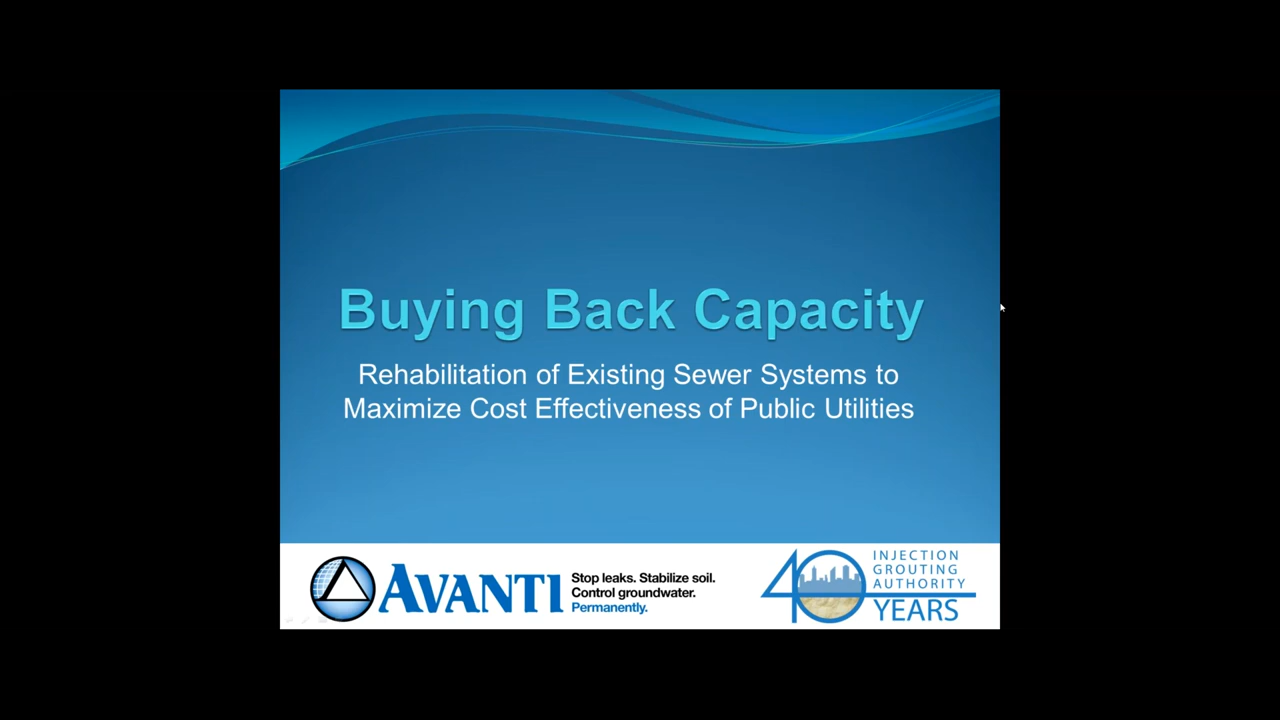 Buying Back Capacity
Rehabilitation of Existing Sewer Systems to
Maximize Cost Effectiveness of Public Utilities
AVANTI
Stop leaks. Stabilize soil.
Control groundwater.
Permanently.
40
INJECTION
GROUTING
AUTHORITY
YEARS